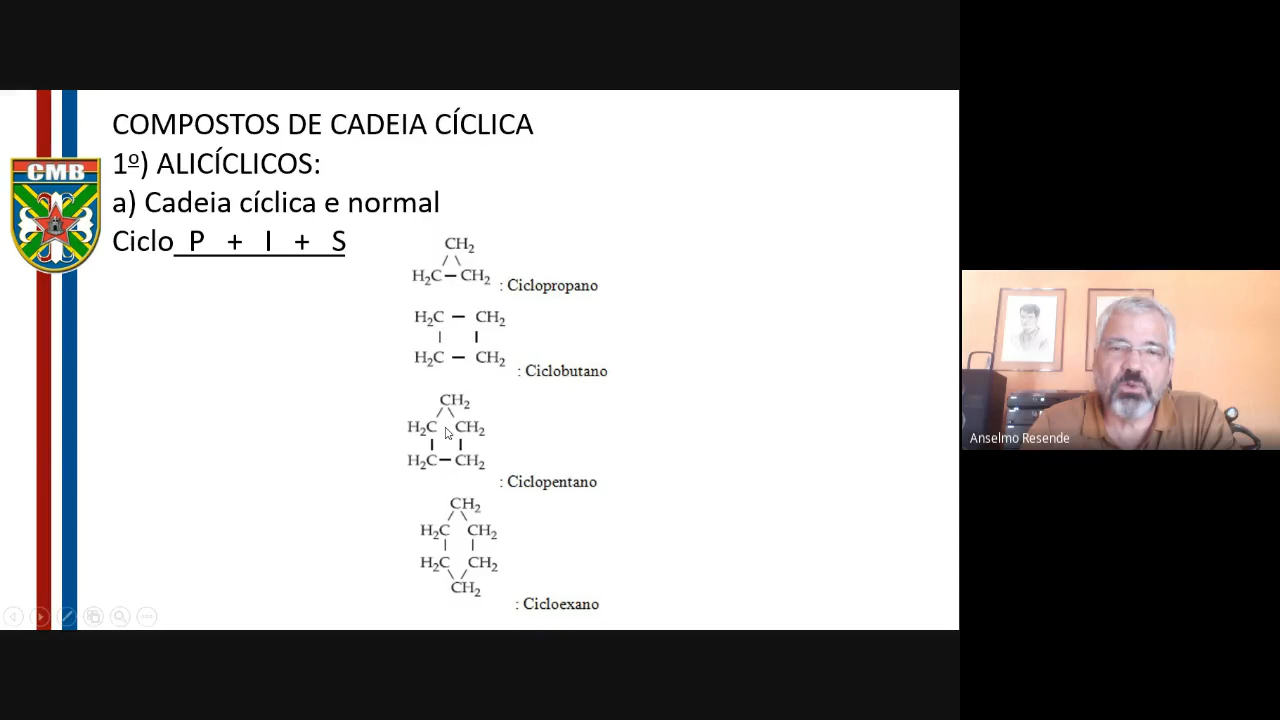 COMPOSTOS DE CADEIA CÍCLICA
1º) ALICÍCLICOS:
a) Cadeia cíclica e normal
Ciclo P + I + S
CMB
CH₂
H₂C – CH₂ : Ciclopropano
H₂C – CH₂
H₂C – CH₂
: Ciclobutano
CH₂
H₂C CH₂
H₂C – CH₂
: Ciclopentano
CH₂
H₂C CH₂
H₂C CH₂
CH₂
: Cicloexano
Anselmo Resende